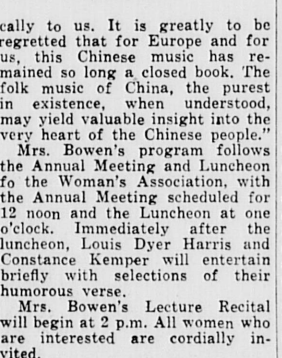 cally to us. It is greatly to be
regretted that for Europe and for
us, this Chinese music has re-
mained so long a closed book. The
folk music of China, the purest
in existence, when understood,
may yield valuable insight into the
very heart of the Chinese people."
Mrs. Bowen's program follows
the Annual Meeting and Luncheon
fo the Woman's Association, with
the Annual Meeting scheduled for
12 noon and the Luncheon at one
o'clock. Immediately after the
luncheon, Louis Dyer Harris and
Constance Kemper will entertain
briefly with selections of their
humorous verse.
Mrs. Bowen's Lecture Recital
will begin at 2 p.m. All women who
are interested are cordially in-
vited.